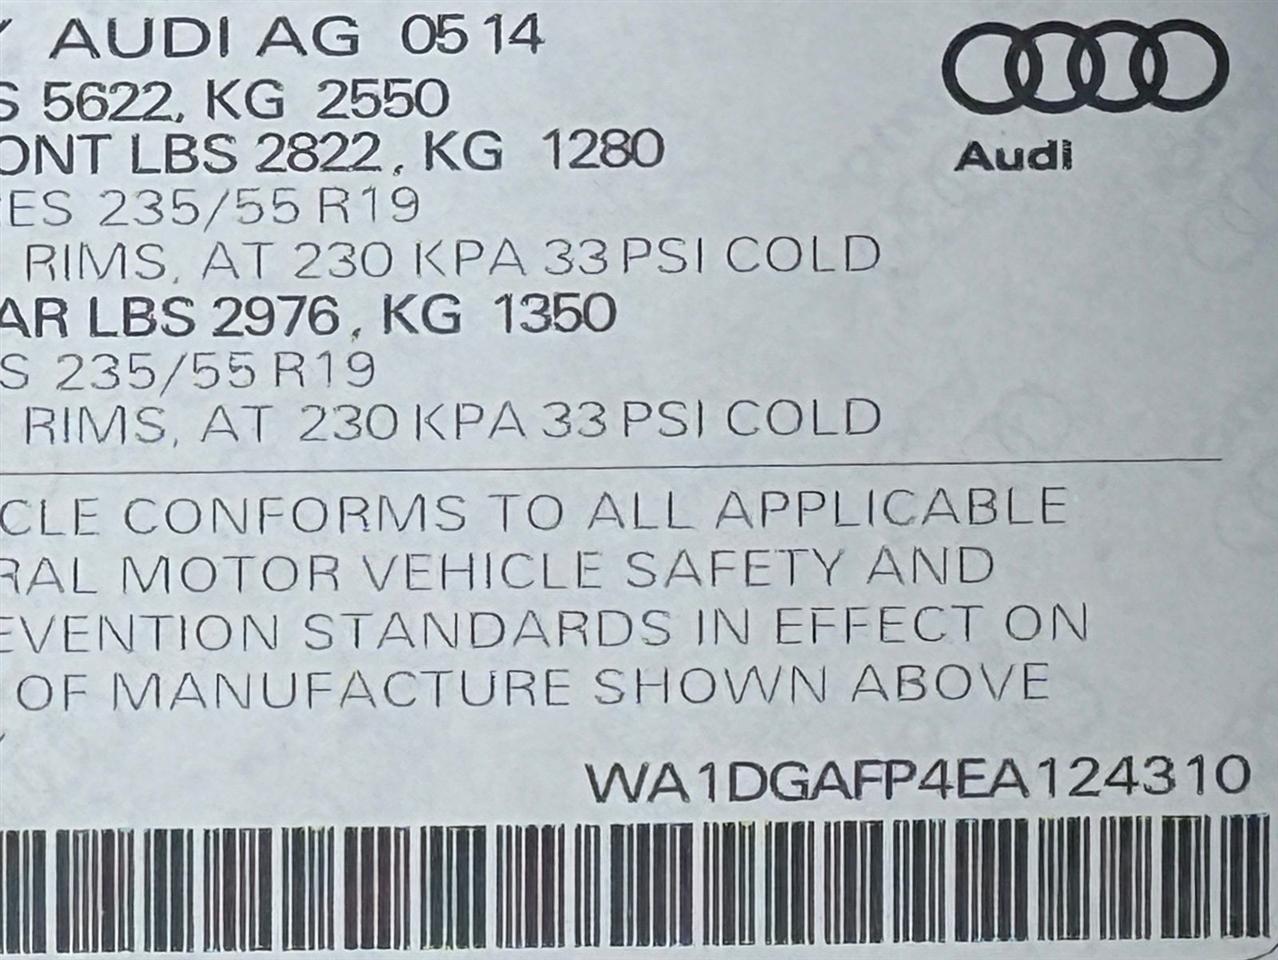 Y AUDI AG 05 14
Audi
S 5622, KG 2550
ONT LBS 2822, KG 1280
RES 235/55 R19
RIMS, AT 230 KPA 33 PSI COLD
AR LBS 2976, KG 1350
S 235/55 R19
RIMS, AT 230 KPA 33 PSI COLD
CLE CONFORMS TO ALL APPLICABLE
RAL MOTOR VEHICLE SAFETY AND
EVENTION STANDARDS IN EFFECT ON
OF MANUFACTURE SHOWN ABOVE
WA1DGAFP4EA124310